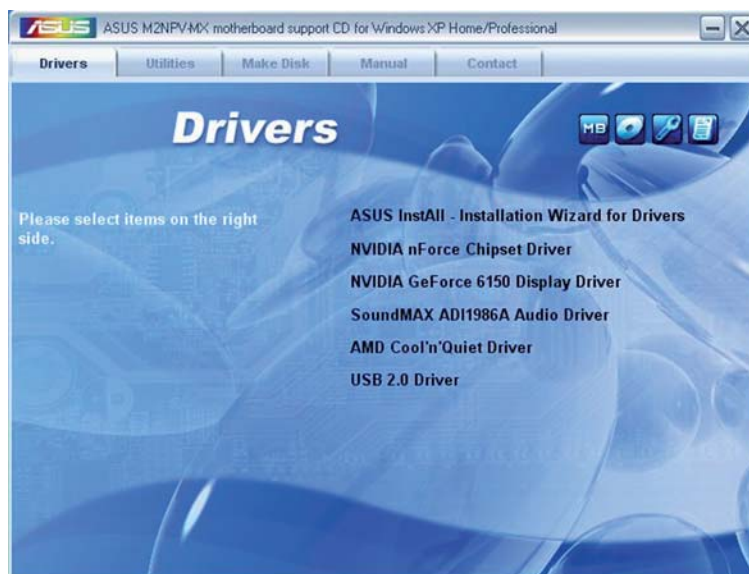 ASUS ASUS M2NPV-MX motherboard support CD for Windows XP Home/Professional
Drivers Utilities Make Disk Manual Contact
Drivers
MB
Please select items on the right
side.
ASUS InstAll - Installation Wizard for Drivers
NVIDIA nForce Chipset Driver
NVIDIA GeForce 6150 Display Driver
SoundMAX ADI1986A Audio Driver
AMD Cool'n'Quiet Driver
USB 2.0 Driver